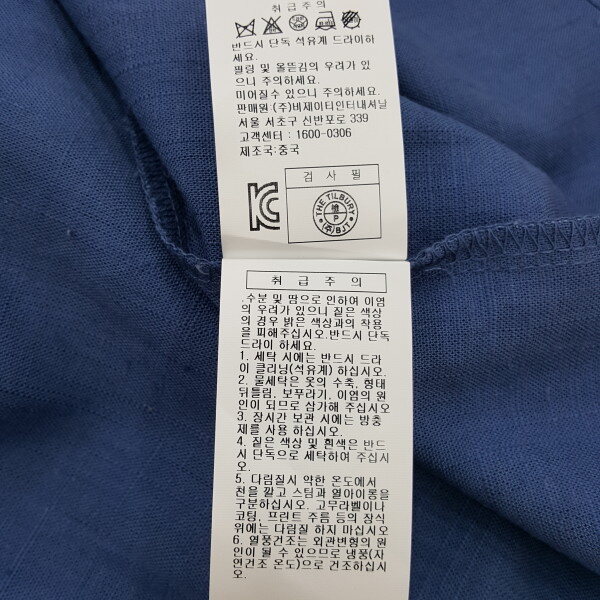 취급주의
반드시 단독 석유계 드라이하
세요.
필링 및 물뜯김의 우려가 있
으니 주의하세요.
미어질수 있으니 주의하세요.
판매원:(주)비제이티인터내셔날
서울 서초구 신반포로 339
고객센터 : 1600-0306
제조국:중국
검 사 필
THE TILBURY
P
(주)BJT
취 급 주 의
.수분 및 땀으로 인하여 이염
의 우려가 있으니 짙은 색상
의 경우 밝은 색상과의 착용
을 피해주십시오.반드시 단독
드라이 하세요.
1. 세탁 시에는 반드시 드라
이 클리닝(석유계) 하십시오.
2. 물세탁은 옷의 수축, 형태
뒤틀림, 보푸라기, 이염의 원
인이 되므로 삼가해 주십시오
3. 장시간 보관 시에는 방충
제를 사용 하십시오.
4. 짙은 색상 및 흰색은 반드
시 단독으로 세탁하여 주십시
오.
5. 다림질시 약한 온도에서
천을 깔고 스팀과 열아이롱을
구분하십시오. 고무라벨이나
코팅, 프린트 주름 등의 장식
위에는 다림질 하지 마십시오
6. 열풍건조는 외관변형의 원
인이 될 수 있으므로 냉풍(자
연건조 온도)으로 건조하십시
오.